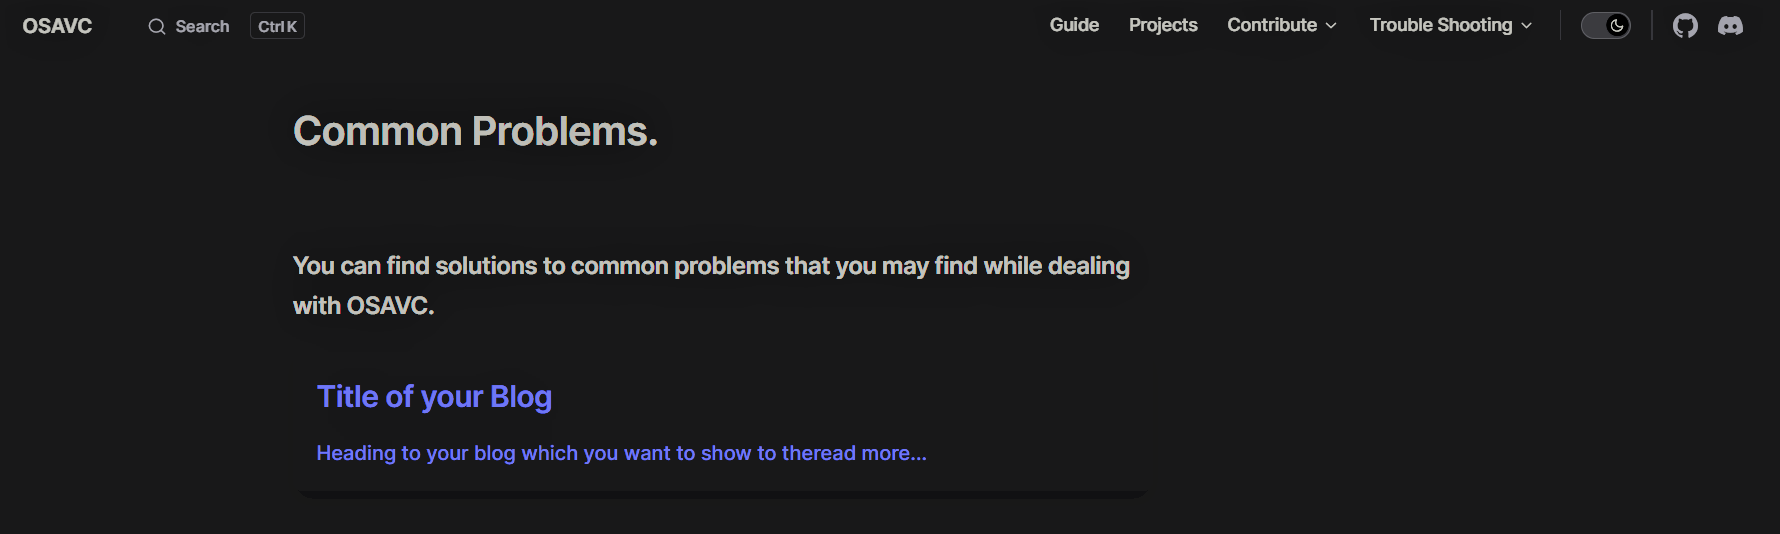 OSAVC Search Ctrl K Guide Projects Contribute Trouble Shooting
Common Problems.
You can find solutions to common problems that you may find while dealing
with OSAVC.
Title of your Blog
Heading to your blog which you want to show to theread more...